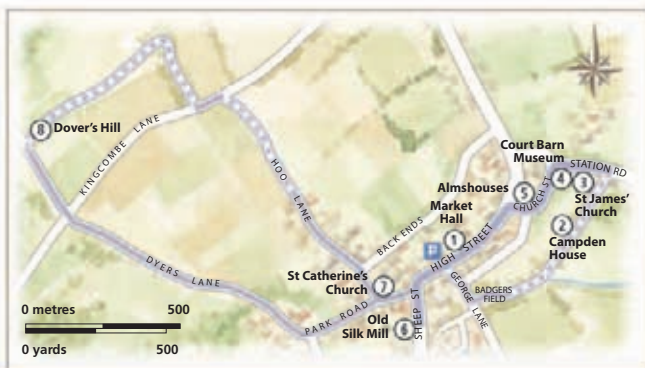 8 Dover's Hill
KINGCOMBE LANE
HOO LANE
DYERS LANE
Court Barn
Museum
STATION RD
4
3
St James'
Church
Almshouses
5
CHURCH ST
Market
Hall
1
2
Campden
House
BACK ENDS
P
HIGH STREET
St Catherine's
Church
7
GEORGE LANE
BADGERS
FIELD
PARK ROAD
Old
Silk Mill
6
SHEEP ST
0 metres 500
0 yards 500